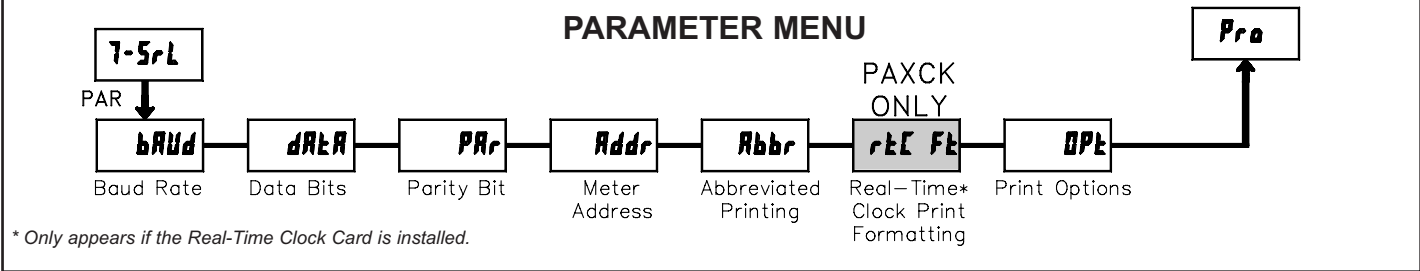 PARAMETER MENU
7-SrL
Pro
PAR
PAXCK
ONLY
bAUd
dAtA
PAr
Addr
Abbr
rtC Ft
OPt
Baud Rate
Data Bits
Parity Bit
Meter
Address
Abbreviated
Printing
Real-Time*
Clock Print
Formatting
Print Options
* Only appears if the Real-Time Clock Card is installed.